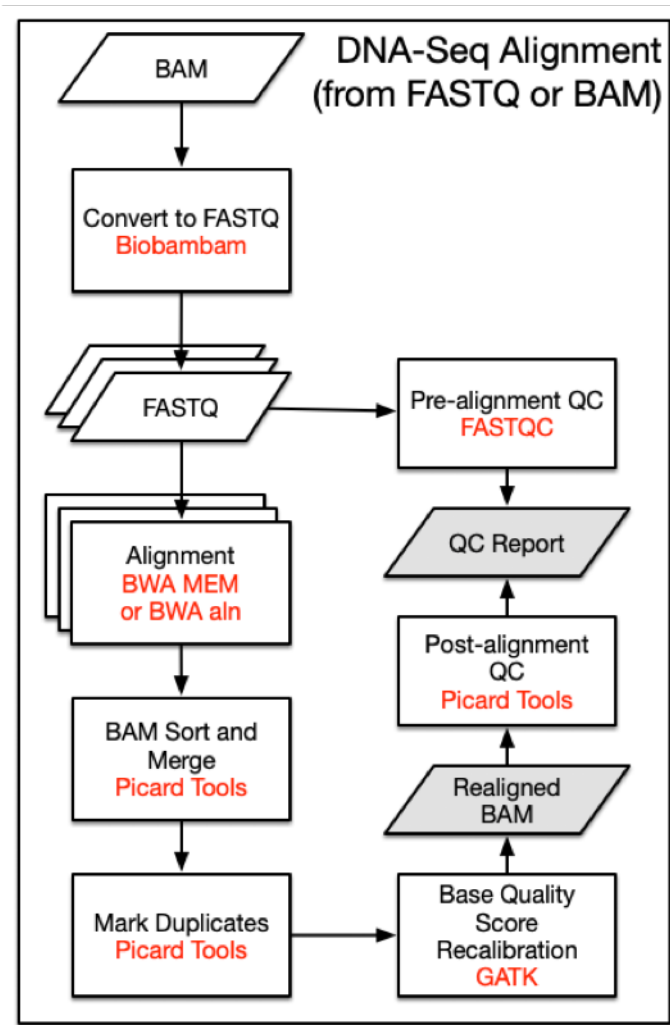 DNA-Seq Alignment
(from FASTQ or BAM)
BAM
Convert to FASTQ
Biobambam
FASTQ
Pre-alignment QC
FASTQC
QC Report
Alignment
BWA MEM
or BWA aln
Post-alignment
QC
Picard Tools
BAM Sort and
Merge
Picard Tools
Realigned
BAM
Mark Duplicates
Picard Tools
Base Quality
Score
Recalibration
GATK